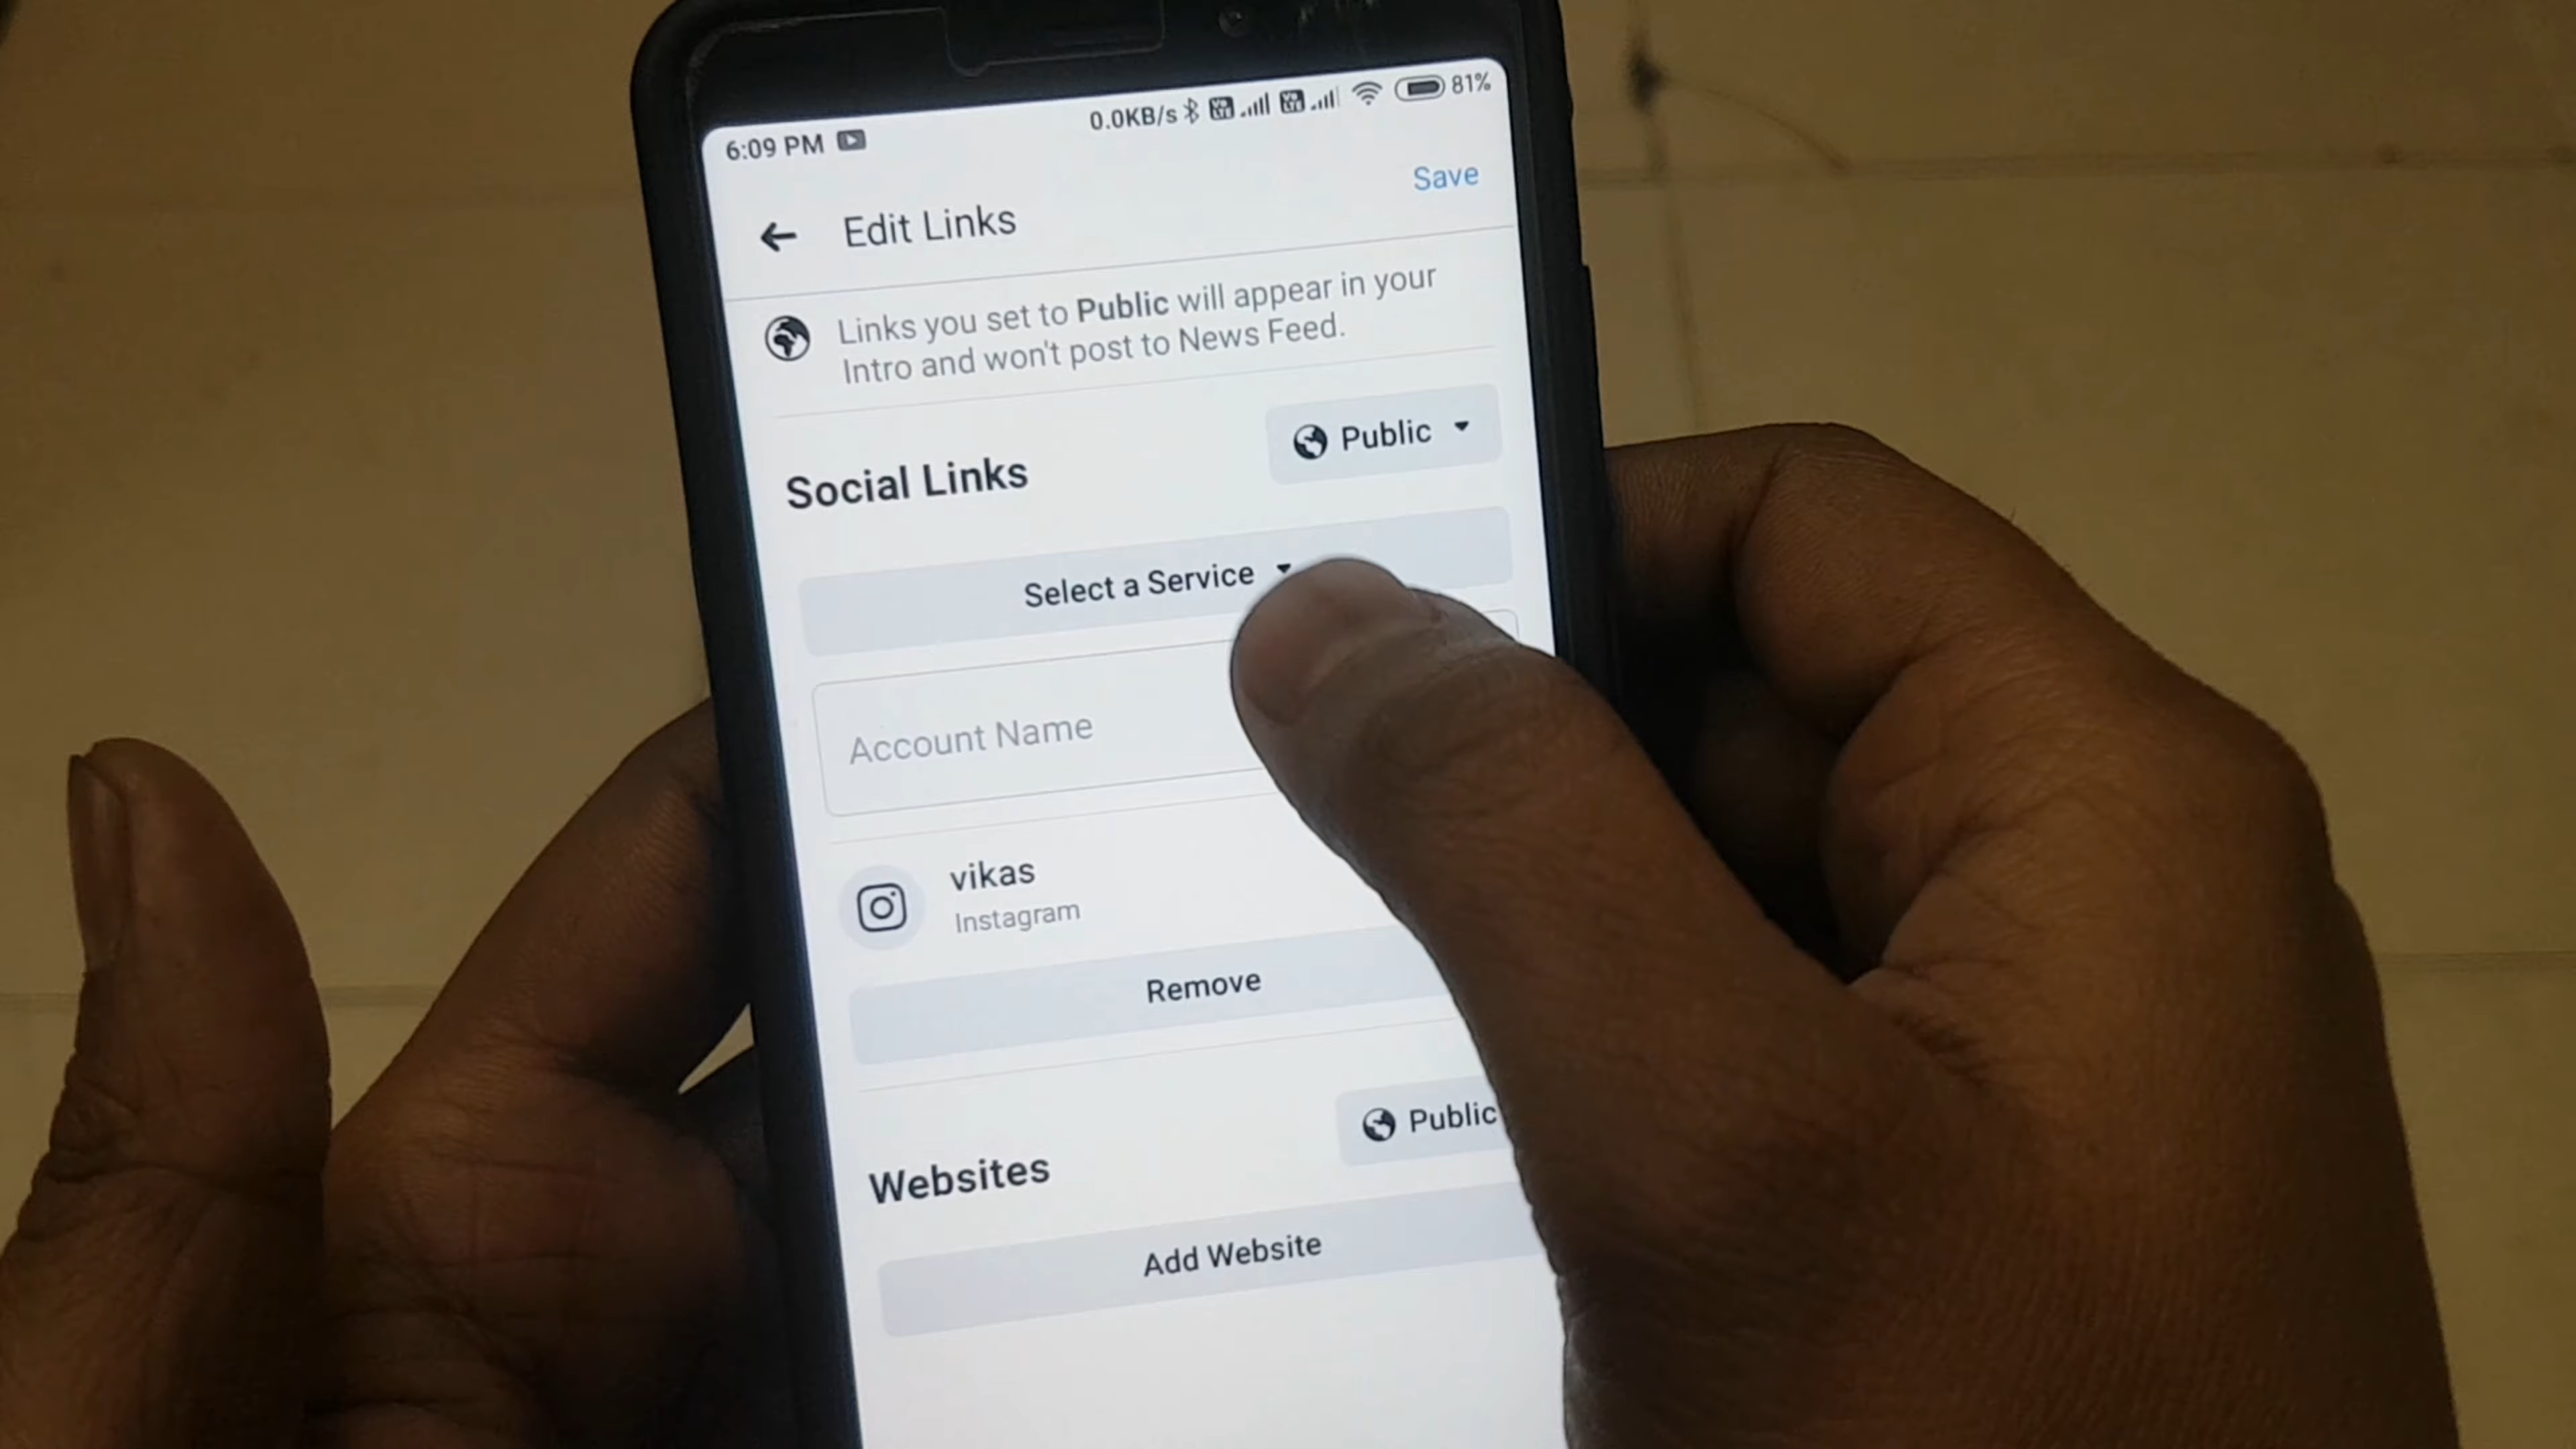 6:09 PM 0.0KB/s 81%
Save
Edit Links
Links you set to Public will appear in your
Intro and won't post to News Feed.
Public
Social Links
Select a Service
Account Name
vikas
Instagram
Remove
Public
Websites
Add Website